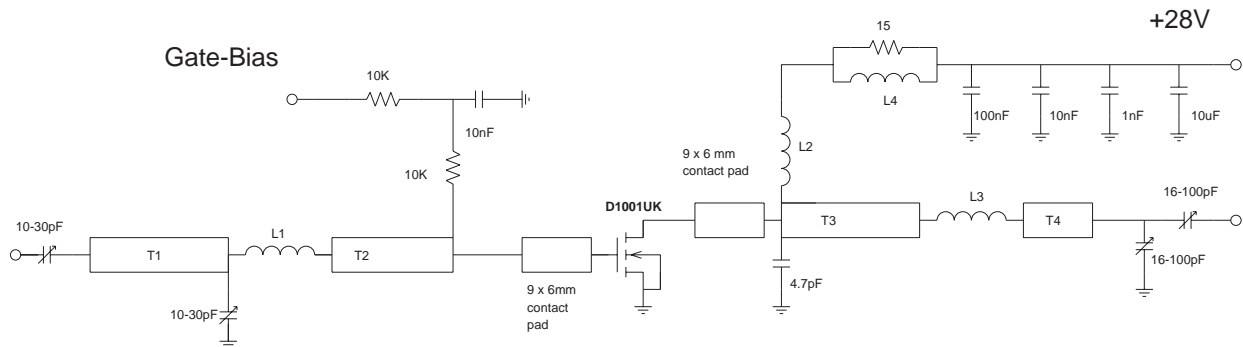 +28V
Gate-Bias
15
10K
L4
10nF
100nF
10nF
1nF
10uF
L2
9 x 6 mm
contact pad
10K
D1001UK
L3
16-100pF
10-30pF
T3
T4
L1
T1
T2
16-100pF
4.7pF
9 x 6mm
contact
pad
10-30pF